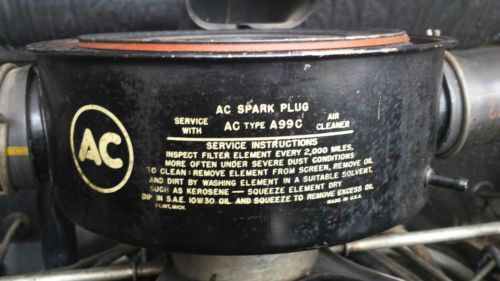 AC
AC SPARK PLUG
SERVICE WITH AC TYPE A99C AIR CLEANER
SERVICE INSTRUCTIONS
INSPECT FILTER ELEMENT EVERY 2,000 MILES,
MORE OFTEN UNDER SEVERE DUST CONDITIONS
TO CLEAN: REMOVE ELEMENT FROM SCREEN, REMOVE OIL
AND DIRT BY WASHING ELEMENT IN A SUITABLE SOLVENT,
SUCH AS KEROSENE – SQUEEZE ELEMENT DRY
DIP IN S.A.E. 10W30 OIL AND SQUEEZE TO REMOVE EXCESS OIL
FLINT, MICH. MADE IN U.S.A.